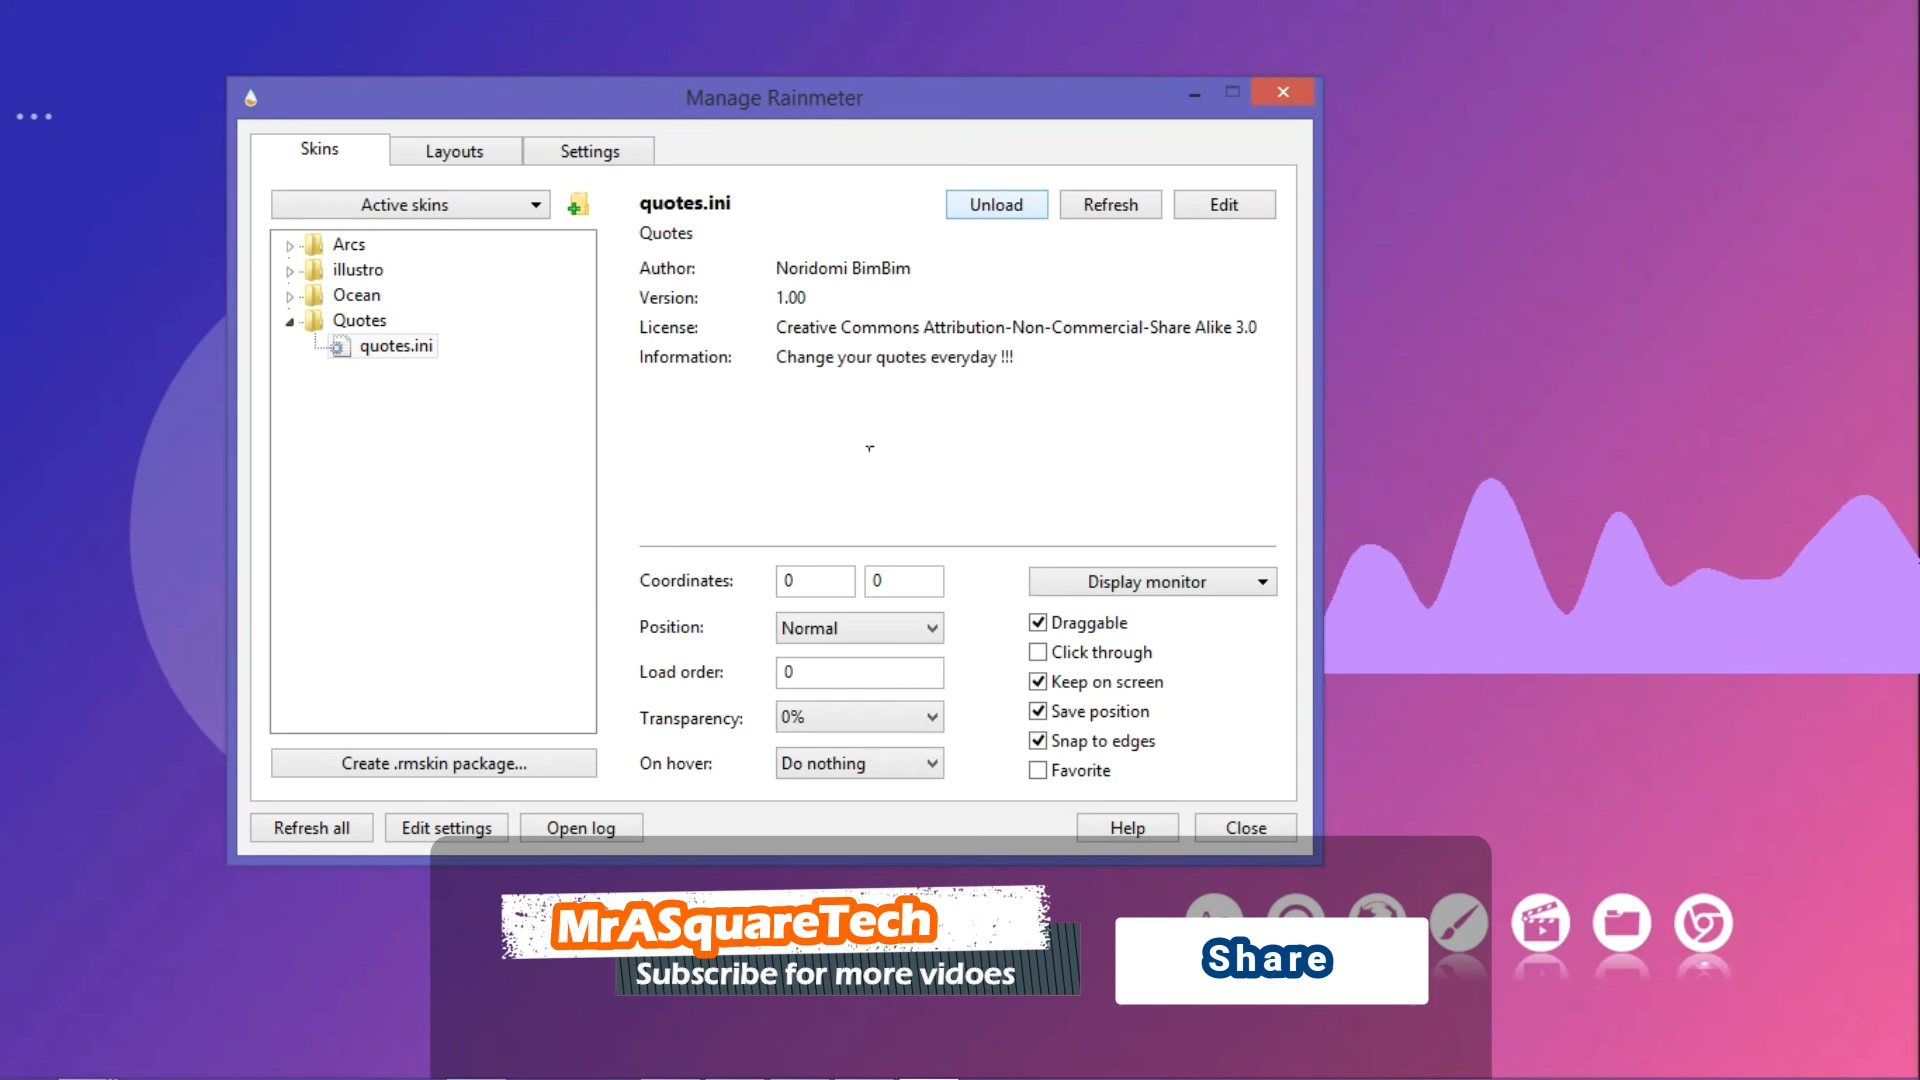 Manage Rainmeter
Skins
Layouts
Settings
Active skins
Arcs
illustro
Ocean
Quotes
quotes.ini
quotes.ini
Unload
Refresh
Edit
Quotes
Author: Noridomi BimBim
Version: 1.00
License: Creative Commons Attribution-Non-Commercial-Share Alike 3.0
Information: Change your quotes everyday !!!
Coordinates: 0 0
Display monitor
Position: Normal
Load order: 0
Transparency: 0%
On hover: Do nothing
Draggable
Click through
Keep on screen
Save position
Snap to edges
Favorite
Create .rmskin package...
Refresh all
Edit settings
Open log
Help
Close
MrASquareTech
Subscribe for more vidoes
Share